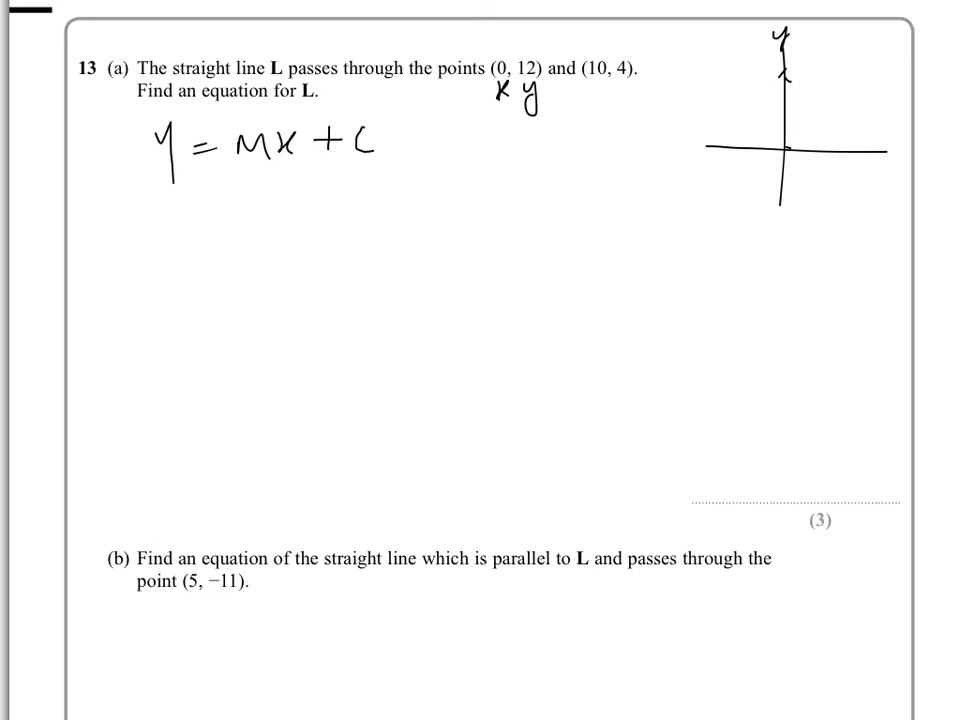 13 (a) The straight line L passes through the points (0, 12) and (10, 4).
Find an equation for L.
x y
y
y = mx + c
(3)
(b) Find an equation of the straight line which is parallel to L and passes through the
point (5, −11).